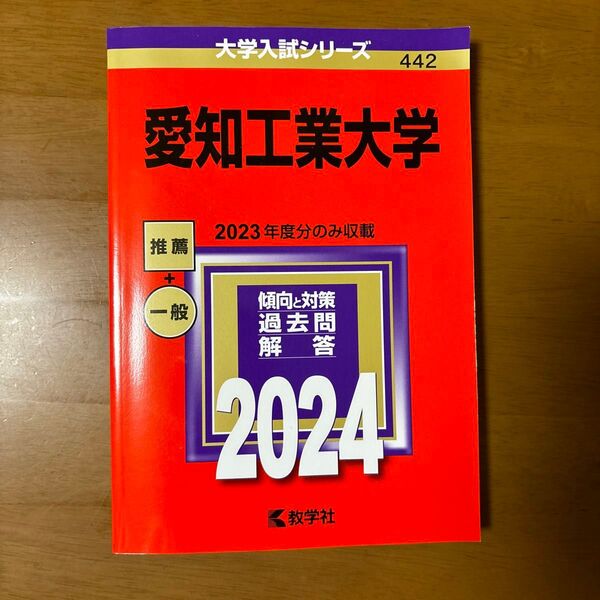 大学入試シリーズ
442
愛知工業大学
2023年度分のみ収載
推薦
+
一般
傾向と対策
過去問
解答
2024
教学社